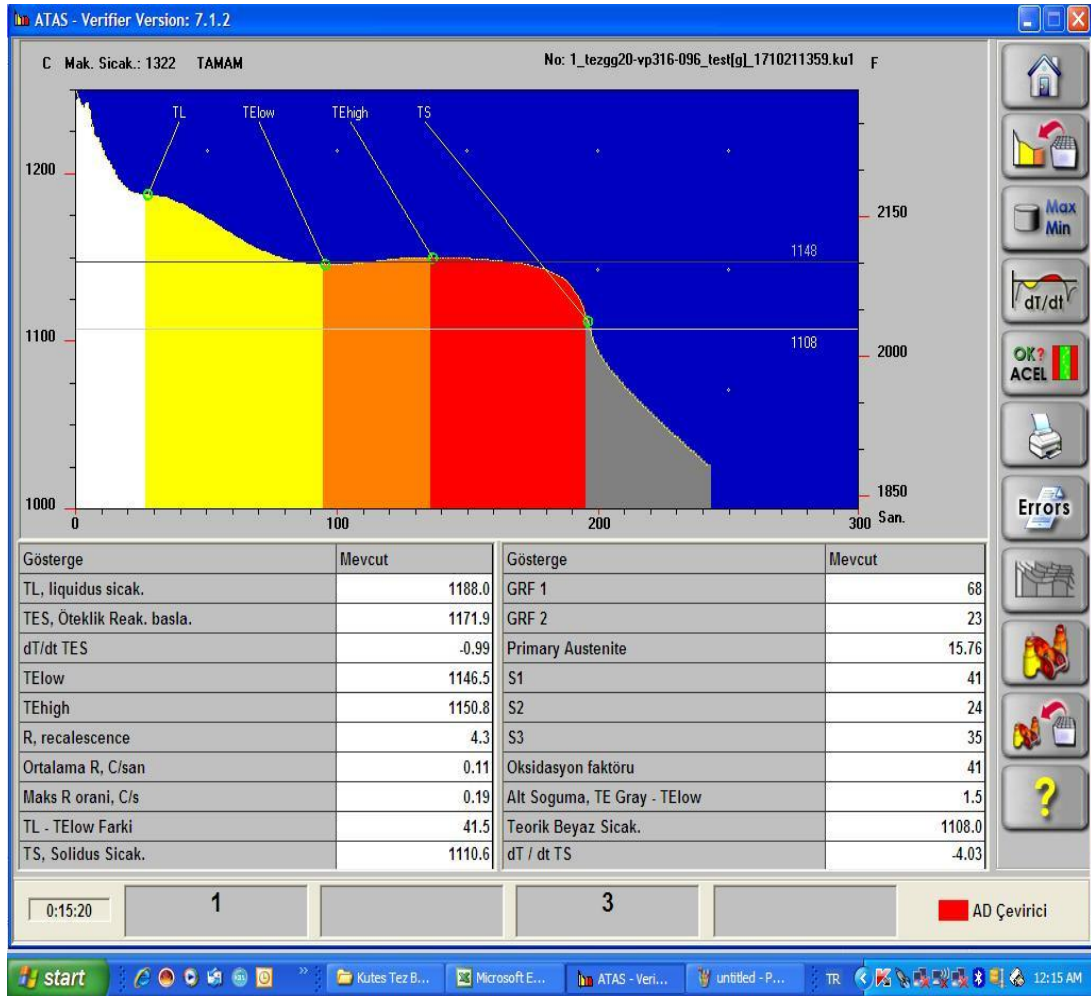 ATAS - Verifier Version: 7.1.2
C Mak. Sicak.: 1322 TAMAM No: 1_tezgg20-vp316-096_test[g]_1710211359.ku1 F
TL TElow TEhigh TS
1200
2150
1148
1100
1108
2000
1000
1850
0 100 200 300 San.
Max
Min
dT/dt
OK?
ACEL
Errors
?
Gösterge Mevcut Gösterge Mevcut
TL, liquidus sicak. 1188.0 GRF 1 68
TES, Öteklik Reak. basla. 1171.9 GRF 2 23
dT/dt TES -0.99 Primary Austenite 15.76
TElow 1146.5 S1 41
TEhigh 1150.8 S2 24
R, recalescence 4.3 S3 35
Ortalama R, C/san 0.11 Oksidasyon faktöru 41
Maks R orani, C/s 0.19 Alt Soguma, TE Gray - TElow 1.5
TL - TElow Farki 41.5 Teorik Beyaz Sicak. 1108.0
TS, Solidus Sicak. 1110.6 dT / dt TS -4.03
0:15:20 1 3 AD Çevirici
start Kutes Tez B... Microsoft E... ATAS - Veri... untitled - P... TR 12:15 AM